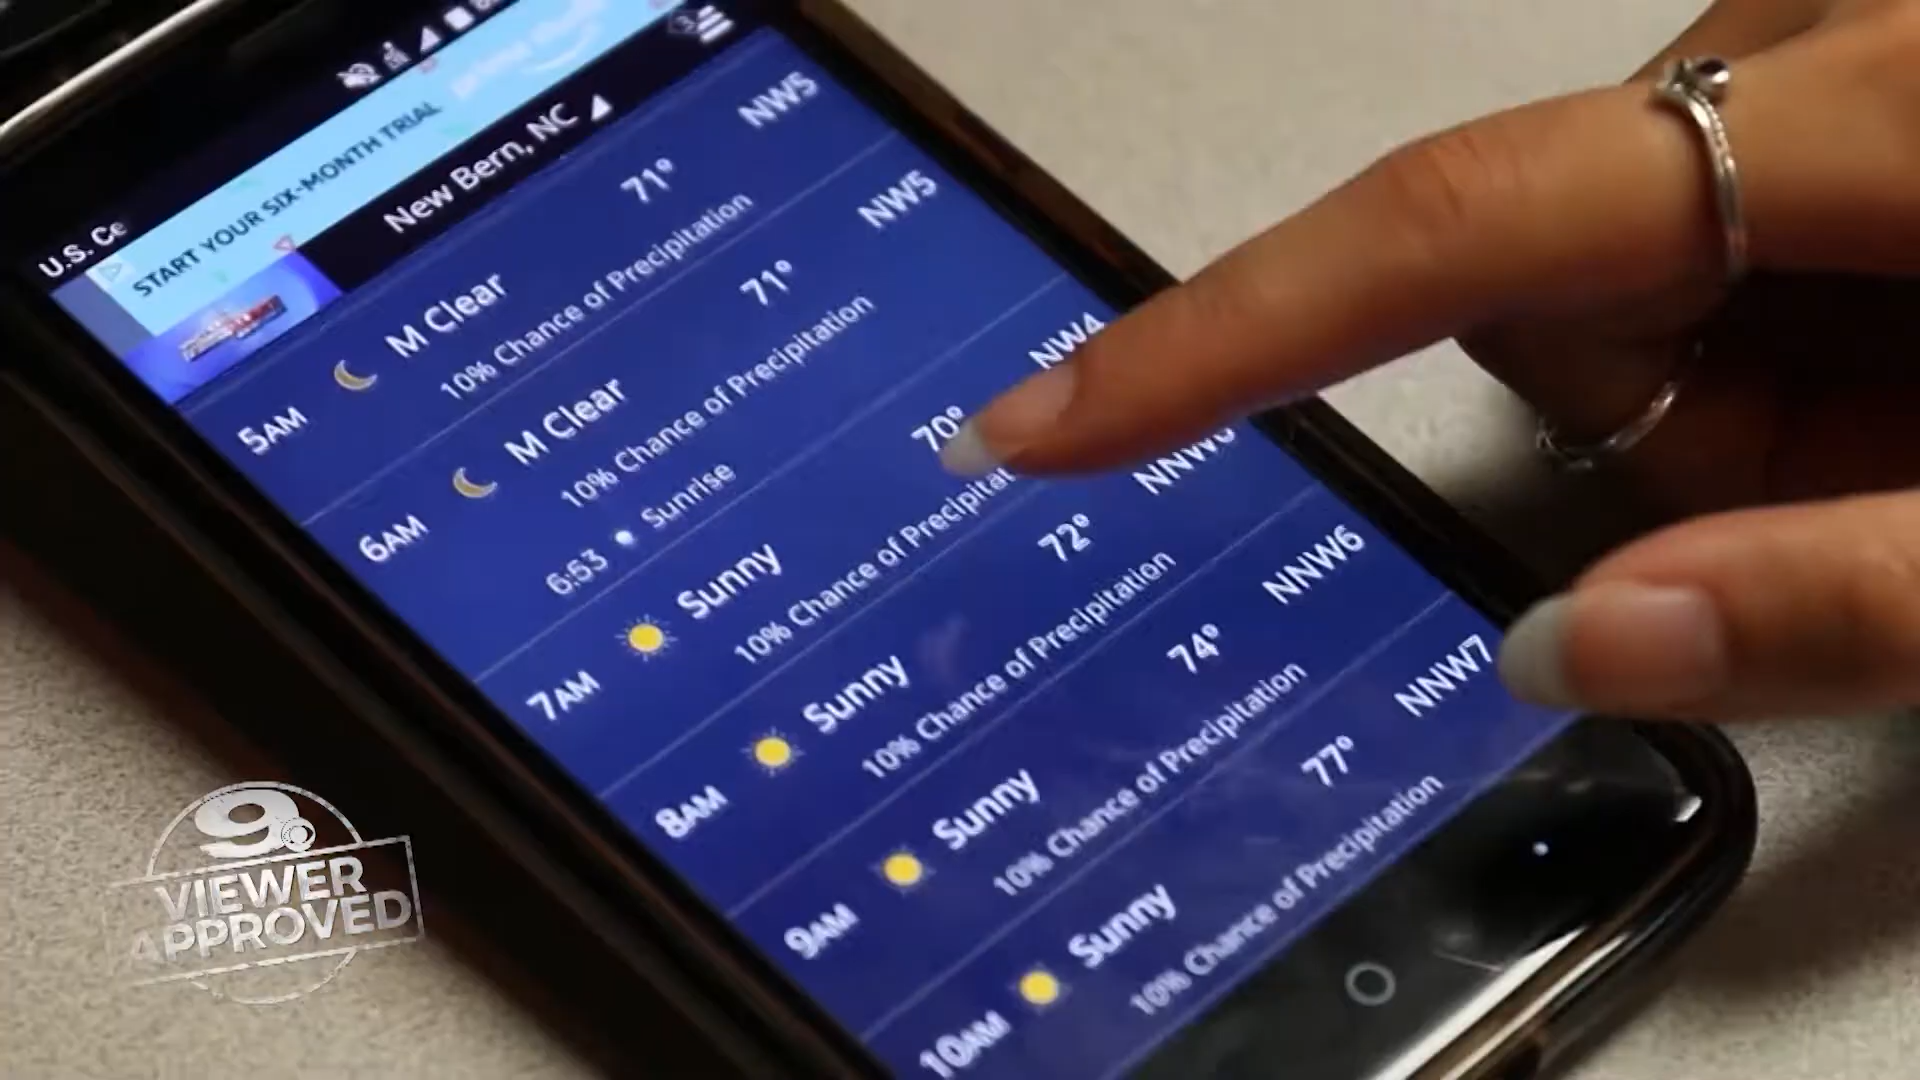 U.S. Ce
START YOUR SIX-MONTH TRIAL
3
New Bern, NC
5AM M Clear 71° NW5
10% Chance of Precipitation
6AM M Clear 71° NW5
10% Chance of Precipitation
6:53 • Sunrise
7AM Sunny 70° NW4
10% Chance of Precipitat
8AM Sunny 72°
10% Chance of Precipitation
9AM Sunny 74° NNW6
10% Chance of Precipitation
10AM Sunny 77° NNW7
10% Chance of Precipitation
9
VIEWER
APPROVED